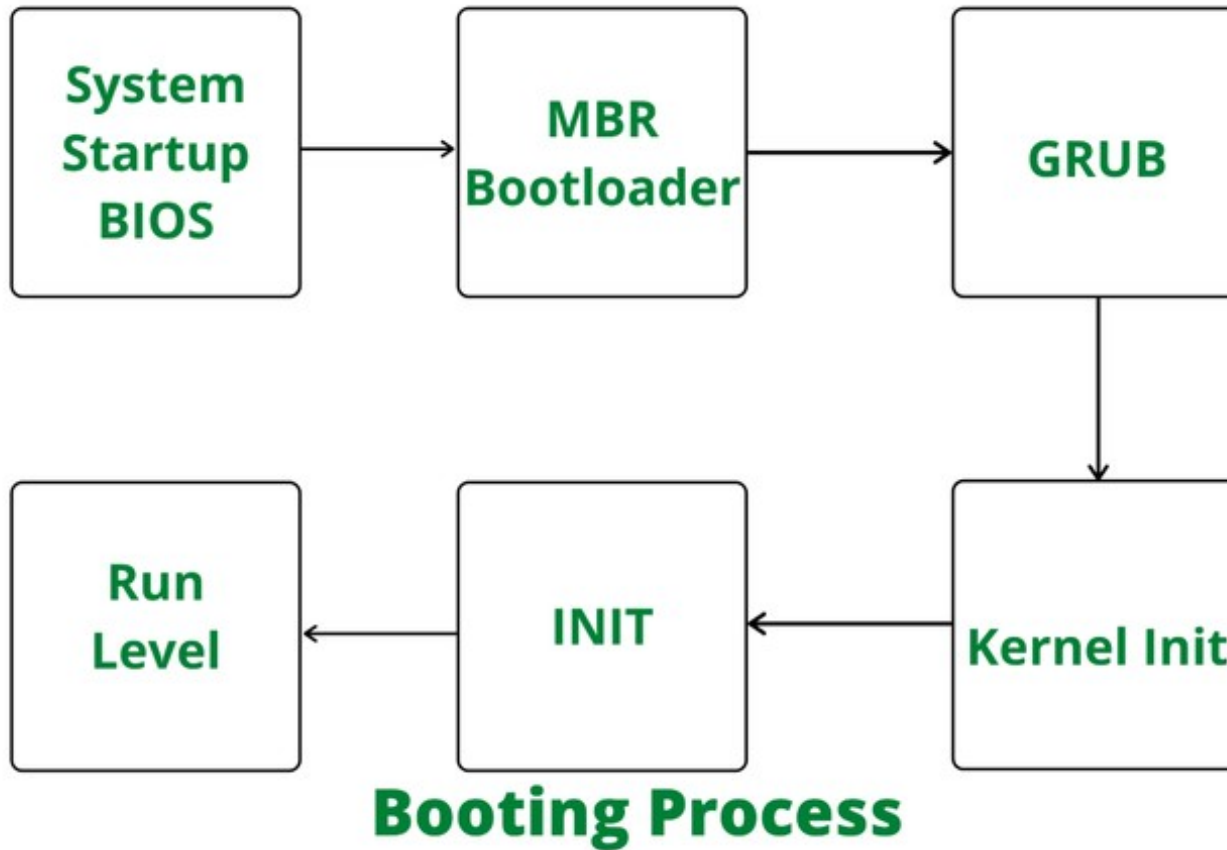 System
Startup
BIOS
MBR
Bootloader
GRUB
Run
Level
INIT
Kernel Init
Booting Process